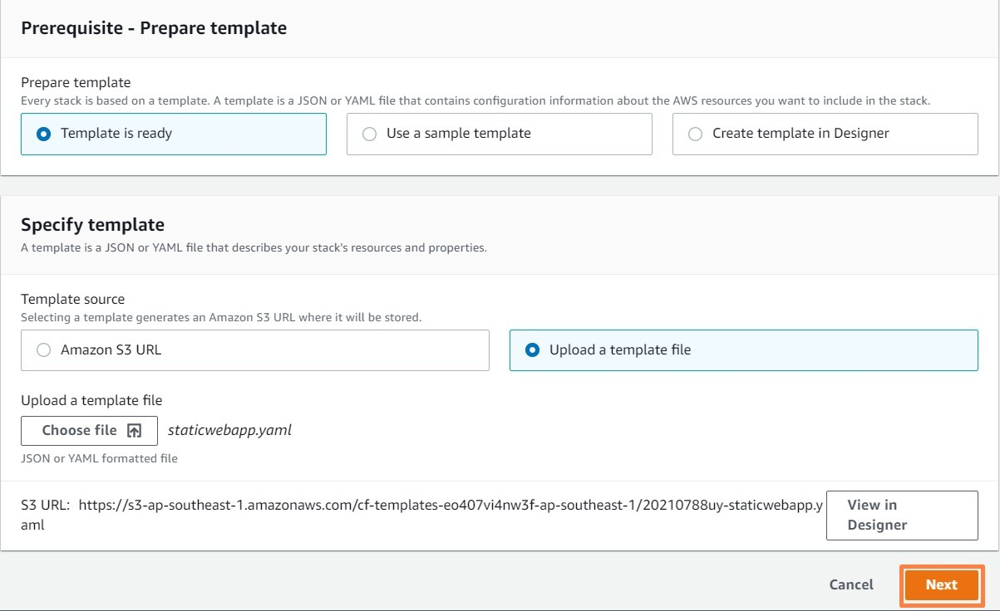 Prerequisite - Prepare template
Prepare template
Every stack is based on a template. A template is a JSON or YAML file that contains configuration information about the AWS resources you want to include in the stack.
Template is ready
Use a sample template
Create template in Designer
Specify template
A template is a JSON or YAML file that describes your stack's resources and properties.
Template source
Selecting a template generates an Amazon S3 URL where it will be stored.
Amazon S3 URL
Upload a template file
Upload a template file
Choose file
staticwebapp.yaml
JSON or YAML formatted file
S3 URL: https://s3-ap-southeast-1.amazonaws.com/cf-templates-eo407vi4nw3f-ap-southeast-1/20210788uy-staticwebapp.y
aml
View in
Designer
Cancel
Next